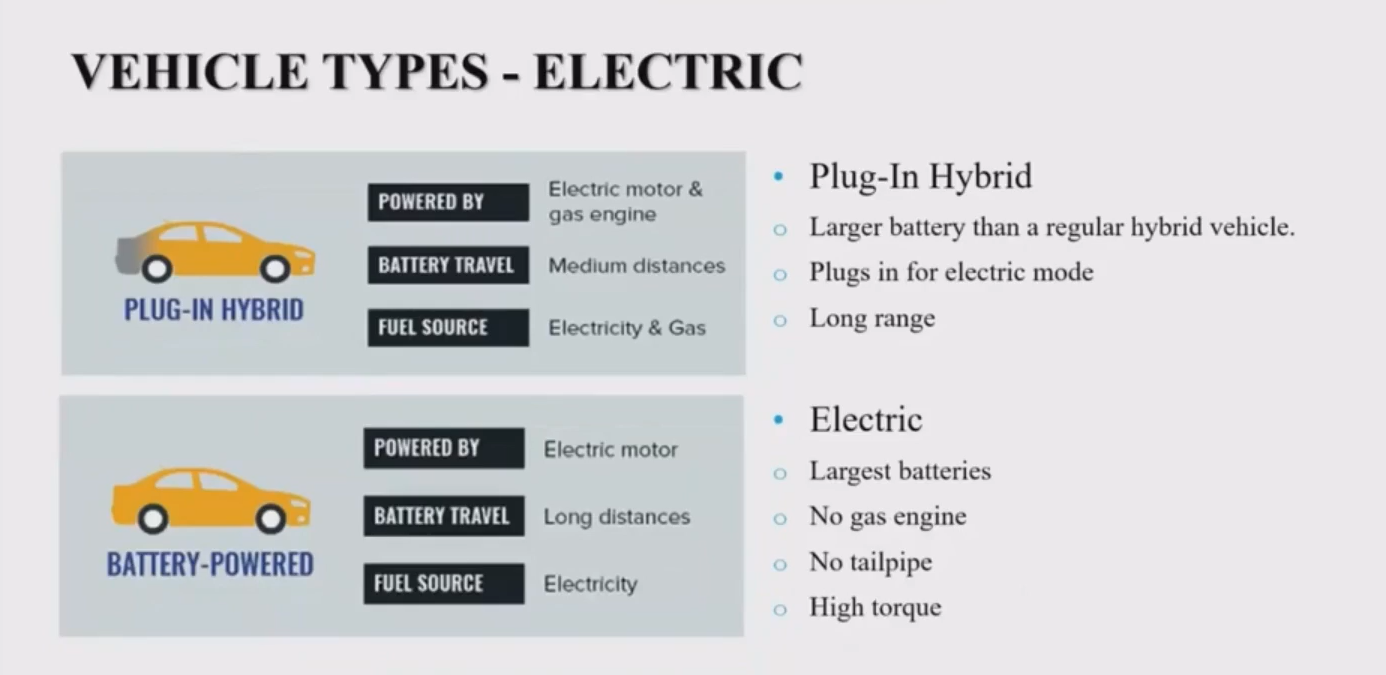 VEHICLE TYPES - ELECTRIC
PLUG-IN HYBRID
POWERED BY
Electric motor &
gas engine
BATTERY TRAVEL
Medium distances
FUEL SOURCE
Electricity & Gas
• Plug-In Hybrid
o Larger battery than a regular hybrid vehicle.
o Plugs in for electric mode
o Long range
BATTERY-POWERED
POWERED BY
Electric motor
BATTERY TRAVEL
Long distances
FUEL SOURCE
Electricity
• Electric
o Largest batteries
o No gas engine
o No tailpipe
o High torque